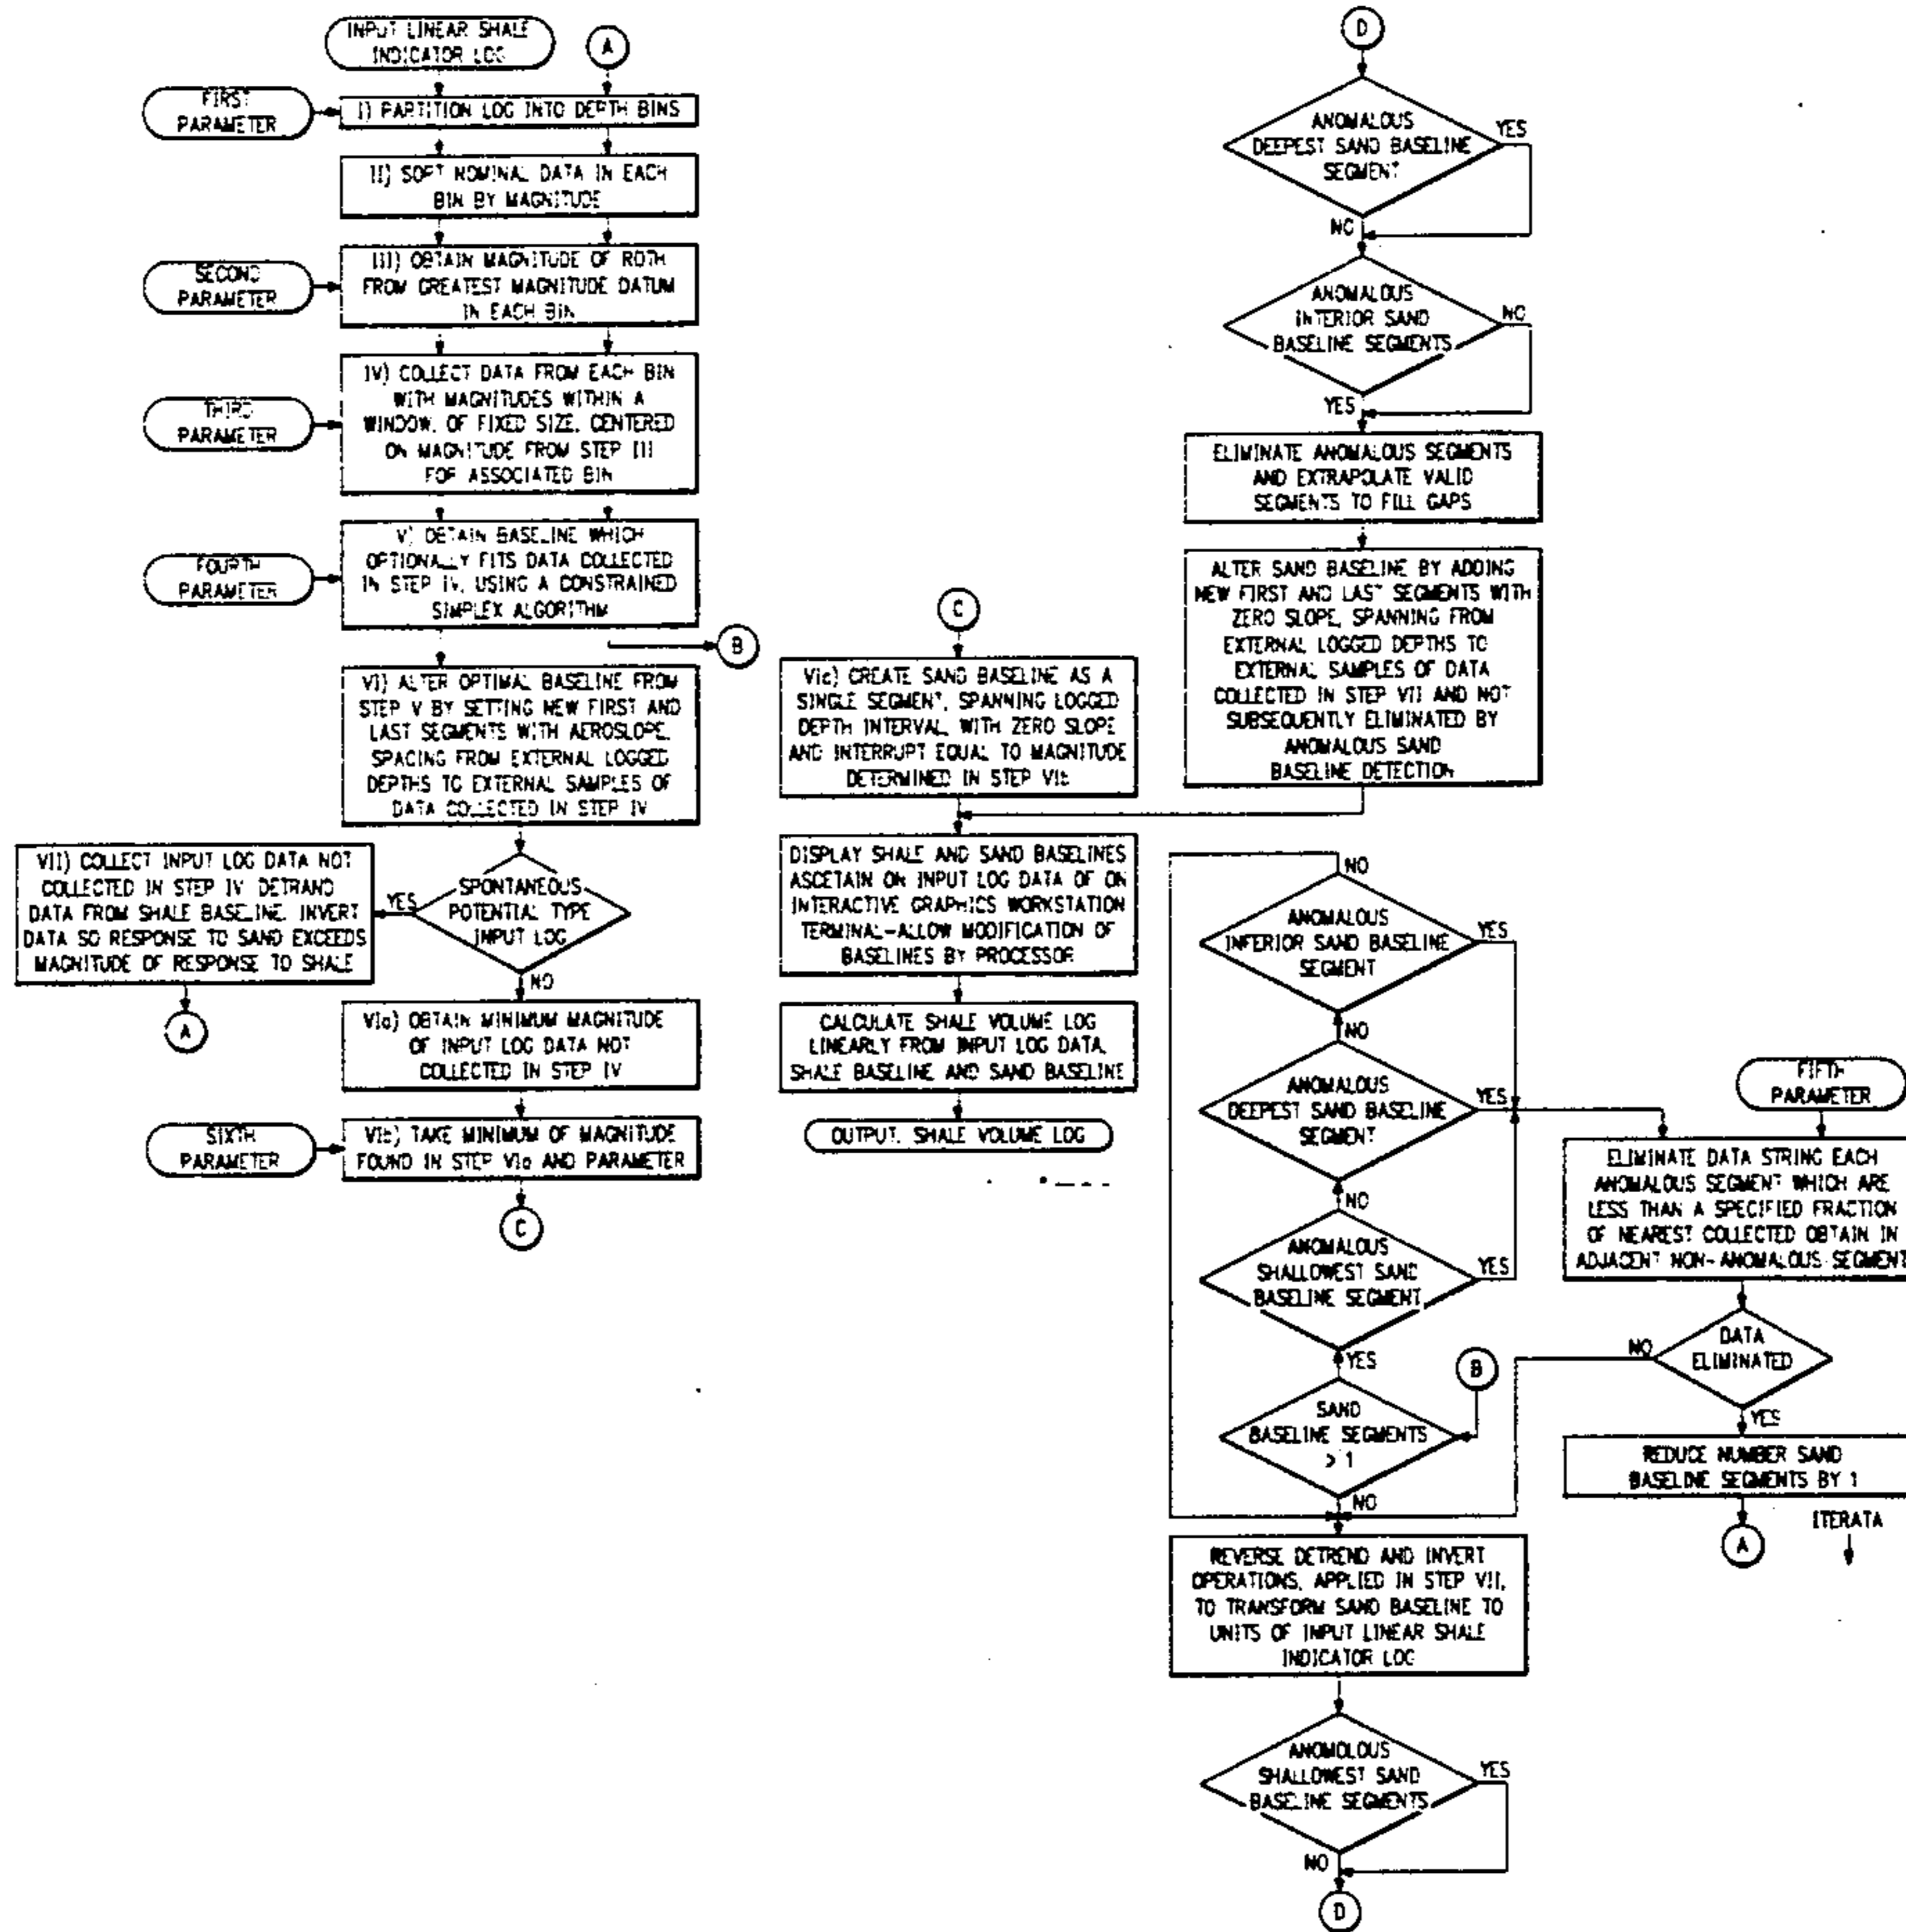 INPUT LINEAR SHALE
INDICATOR LOG
A
FIRST
PARAMETER
I) PARTITION LOG INTO DEPTH BINS
II) SORT NOMINAL DATA IN EACH
BIN BY MAGNITUDE
SECOND
PARAMETER
III) OBTAIN MAGNITUDE OF ROTH
FROM GREATEST MAGNITUDE DATUM
IN EACH BIN
THIRD
PARAMETER
IV) COLLECT DATA FROM EACH BIN
WITH MAGNITUDES WITHIN A
WINDOW, OF FIXED SIZE, CENTERED
ON MAGNITUDE FROM STEP III
FOR ASSOCIATED BIN
FOURTH
PARAMETER
V) OBTAIN BASELINE WHICH
OPTIONALLY FITS DATA COLLECTED
IN STEP IV, USING A CONSTRAINED
SIMPLEX ALGORITHM
B
VI) ALTER OPTIMAL BASELINE FROM
STEP V BY SETTING NEW FIRST AND
LAST SEGMENTS WITH AEROSLOPE,
SPACING FROM EXTERNAL LOGGED
DEPTHS TO EXTERNAL SAMPLES OF
DATA COLLECTED IN STEP IV
VII) COLLECT INPUT LOG DATA NOT
COLLECTED IN STEP IV DETRAND
DATA FROM SHALE BASELINE. INVERT
DATA SO RESPONSE TO SAND EXCEEDS
MAGNITUDE OF RESPONSE TO SHALE
A
YES
SPONTANEOUS
POTENTIAL TYPE
INPUT LOG
NO
VIa) OBTAIN MINIMUM MAGNITUDE
OF INPUT LOG DATA NOT
COLLECTED IN STEP IV
SIXTH
PARAMETER
VIb) TAKE MINIMUM OF MAGNITUDE
FOUND IN STEP VIa AND PARAMETER
C
C
VIc) CREATE SAND BASELINE AS A
SINGLE SEGMENT, SPANNING LOGGED
DEPTH INTERVAL, WITH ZERO SLOPE
AND INTERRUPT EQUAL TO MAGNITUDE
DETERMINED IN STEP VIb
DISPLAY SHALE AND SAND BASELINES
ASCETAIN ON INPUT LOG DATA OF ON
INTERACTIVE GRAPHICS WORKSTATION
TERMINAL-ALLOW MODIFICATION OF
BASELINES BY PROCESSOR
CALCULATE SHALE VOLUME LOG
LINEARLY FROM INPUT LOG DATA,
SHALE BASELINE AND SAND BASELINE
OUTPUT, SHALE VOLUME LOG
D
ANOMALOUS
DEEPEST SAND BASELINE
SEGMENT
YES
NO
ANOMALOUS
INTERIOR SAND
BASELINE SEGMENTS
NO
YES
ELIMINATE ANOMALOUS SEGMENTS
AND EXTRAPOLATE VALID
SEGMENTS TO FILL GAPS
ALTER SAND BASELINE BY ADDING
NEW FIRST AND LAST SEGMENTS WITH
ZERO SLOPE, SPANNING FROM
EXTERNAL LOGGED DEPTHS TO
EXTERNAL SAMPLES OF DATA
COLLECTED IN STEP VII AND NOT
SUBSEQUENTLY ELIMINATED BY
ANOMALOUS SAND
BASELINE DETECTION
NO
ANOMALOUS
INFERIOR SAND BASELINE
SEGMENT
YES
NO
ANOMALOUS
DEEPEST SAND BASELINE
SEGMENT
YES
NO
ANOMALOUS
SHALLOWEST SAND
BASELINE SEGMENT
YES
YES
B
SAND
BASELINE SEGMENTS
> 1
NO
FIFTH
PARAMETER
ELIMINATE DATA STRING EACH
ANOMALOUS SEGMENT WHICH ARE
LESS THAN A SPECIFIED FRACTION
OF NEAREST COLLECTED OBTAIN IN
ADJACENT NON-ANOMALOUS SEGMENT
DATA
ELIMINATED
NO
YES
REDUCE NUMBER SAND
BASELINE SEGMENTS BY 1
A
ITERATA
REVERSE DETREND AND INVERT
OPERATIONS, APPLIED IN STEP VII,
TO TRANSFORM SAND BASELINE TO
UNITS OF INPUT LINEAR SHALE
INDICATOR LOG
ANOMOLOUS
SHALLOWEST SAND
BASELINE SEGMENTS
YES
NO
D